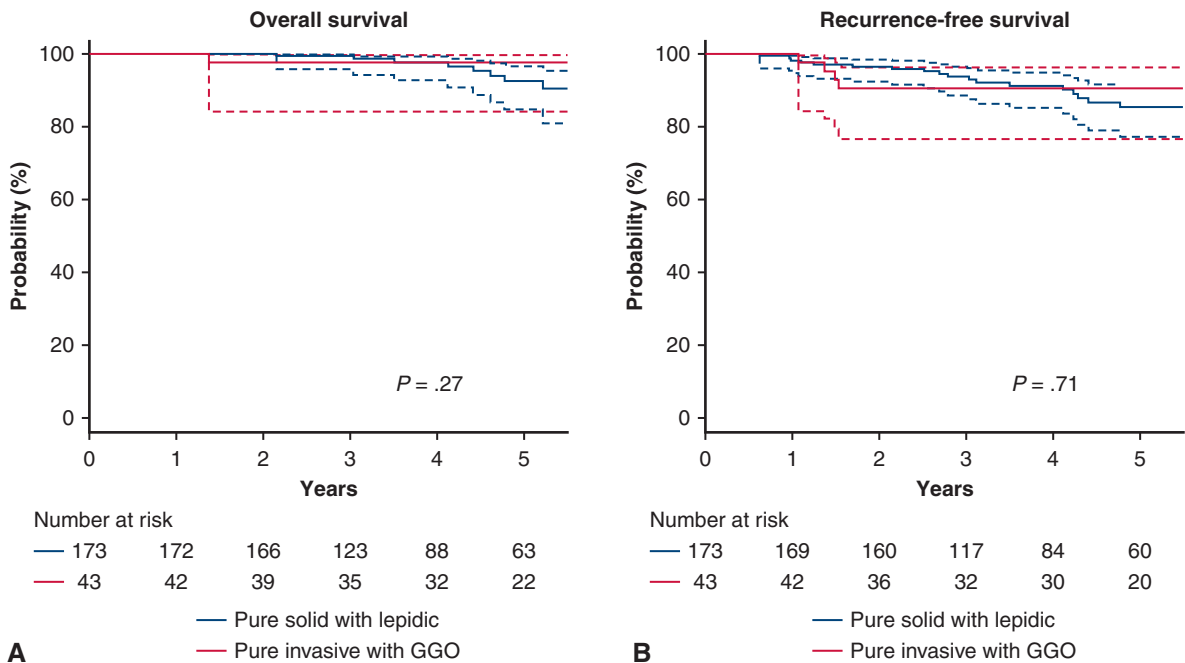 Overall survival
100
80
60
40
20
0
Probability (%)
P = .27
0 1 2 3 4 5
Years
Number at risk
173 172 166 123 88 63
43 42 39 35 32 22
Pure solid with lepidic
Pure invasive with GGO
A
Recurrence-free survival
100
80
60
40
20
0
Probability (%)
P = .71
0 1 2 3 4 5
Years
Number at risk
173 169 160 117 84 60
43 42 36 32 30 20
Pure solid with lepidic
Pure invasive with GGO
B